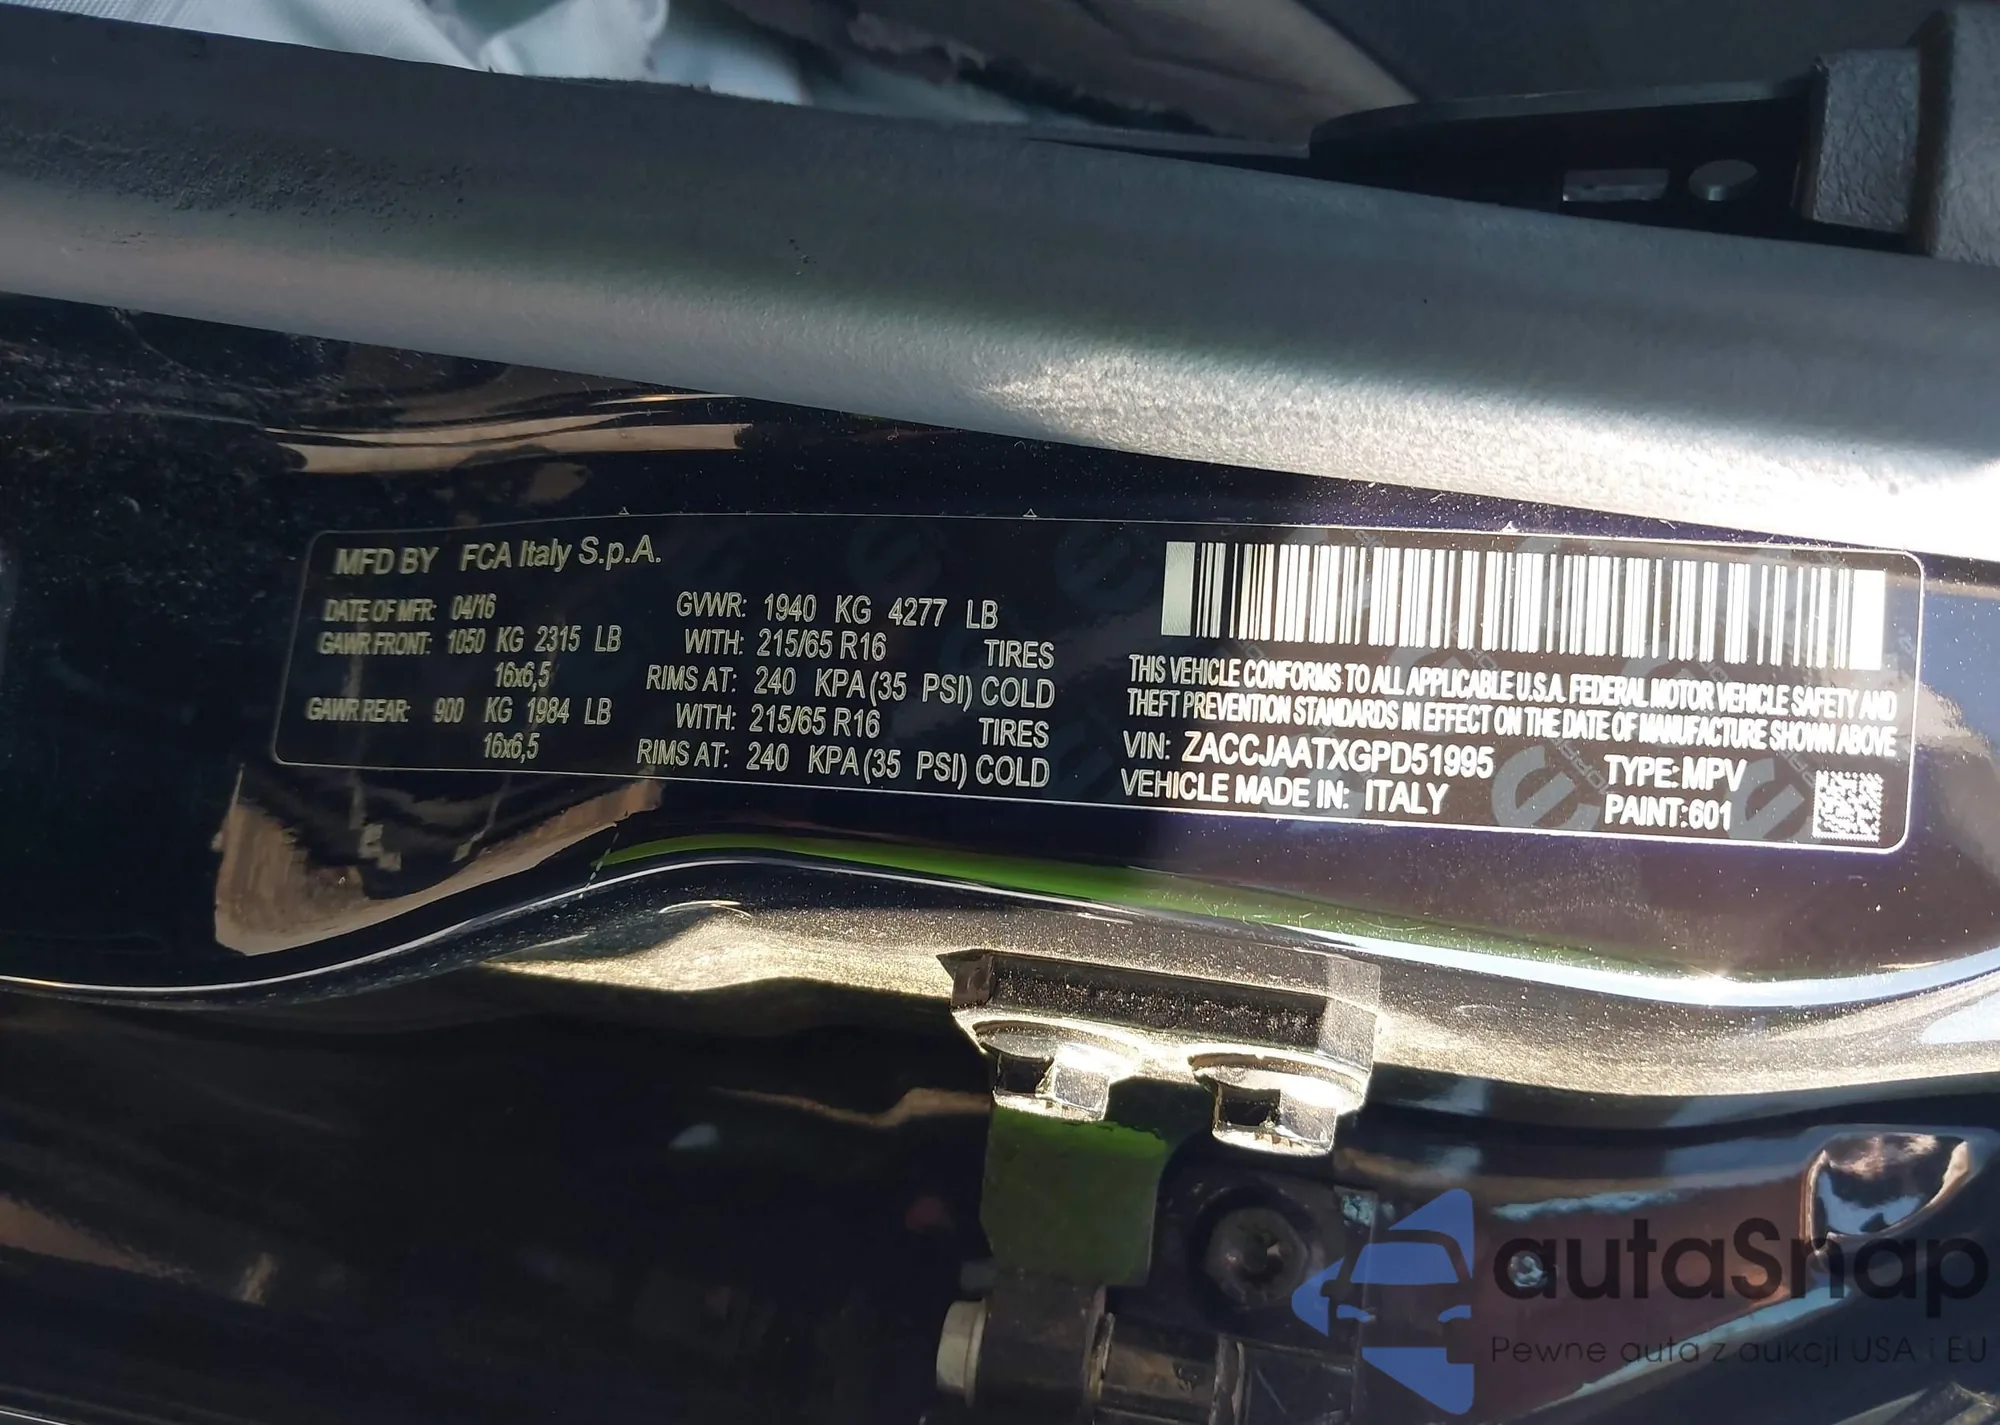 MFD BY FCA Italy S.p.A.
DATE OF MFR: 04/16 GVWR: 1940 KG 4277 LB
GAWR FRONT: 1050 KG 2315 LB WITH: 215/65 R16 TIRES
16x6,5 RIMS AT: 240 KPA (35 PSI) COLD
GAWR REAR: 900 KG 1984 LB WITH: 215/65 R16 TIRES
16x6,5 RIMS AT: 240 KPA (35 PSI) COLD
THIS VEHICLE CONFORMS TO ALL APPLICABLE U.S.A. FEDERAL MOTOR VEHICLE SAFETY AND
THEFT PREVENTION STANDARDS IN EFFECT ON THE DATE OF MANUFACTURE SHOWN ABOVE
VIN: ZACCJAATXGPD51995 TYPE: MPV
VEHICLE MADE IN: ITALY PAINT:601
autaSnap
Pewne auta z aukcji USA i EU